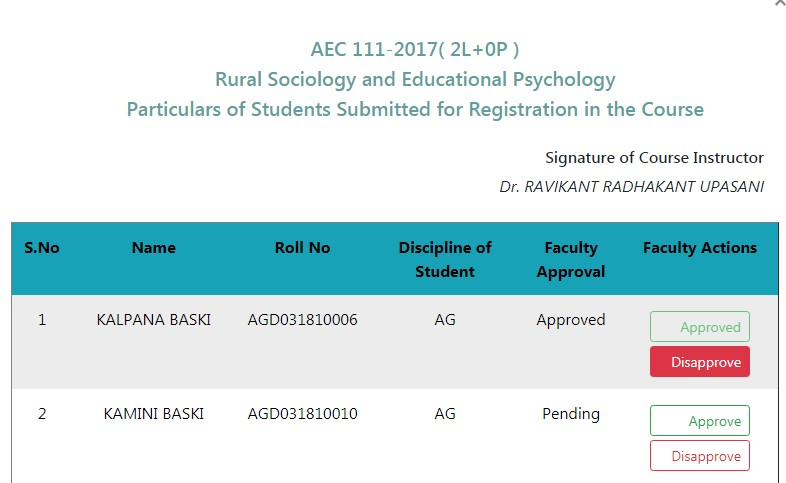 AEC 111-2017( 2L+0P )
Rural Sociology and Educational Psychology
Particulars of Students Submitted for Registration in the Course
Signature of Course Instructor
Dr. RAVIKANT RADHAKANT UPASANI
S.No Name Roll No Discipline of Student Faculty Approval Faculty Actions
1 KALPANA BASKI AGD031810006 AG Approved Approved
Disapprove
2 KAMINI BASKI AGD031810010 AG Pending Approve
Disapprove